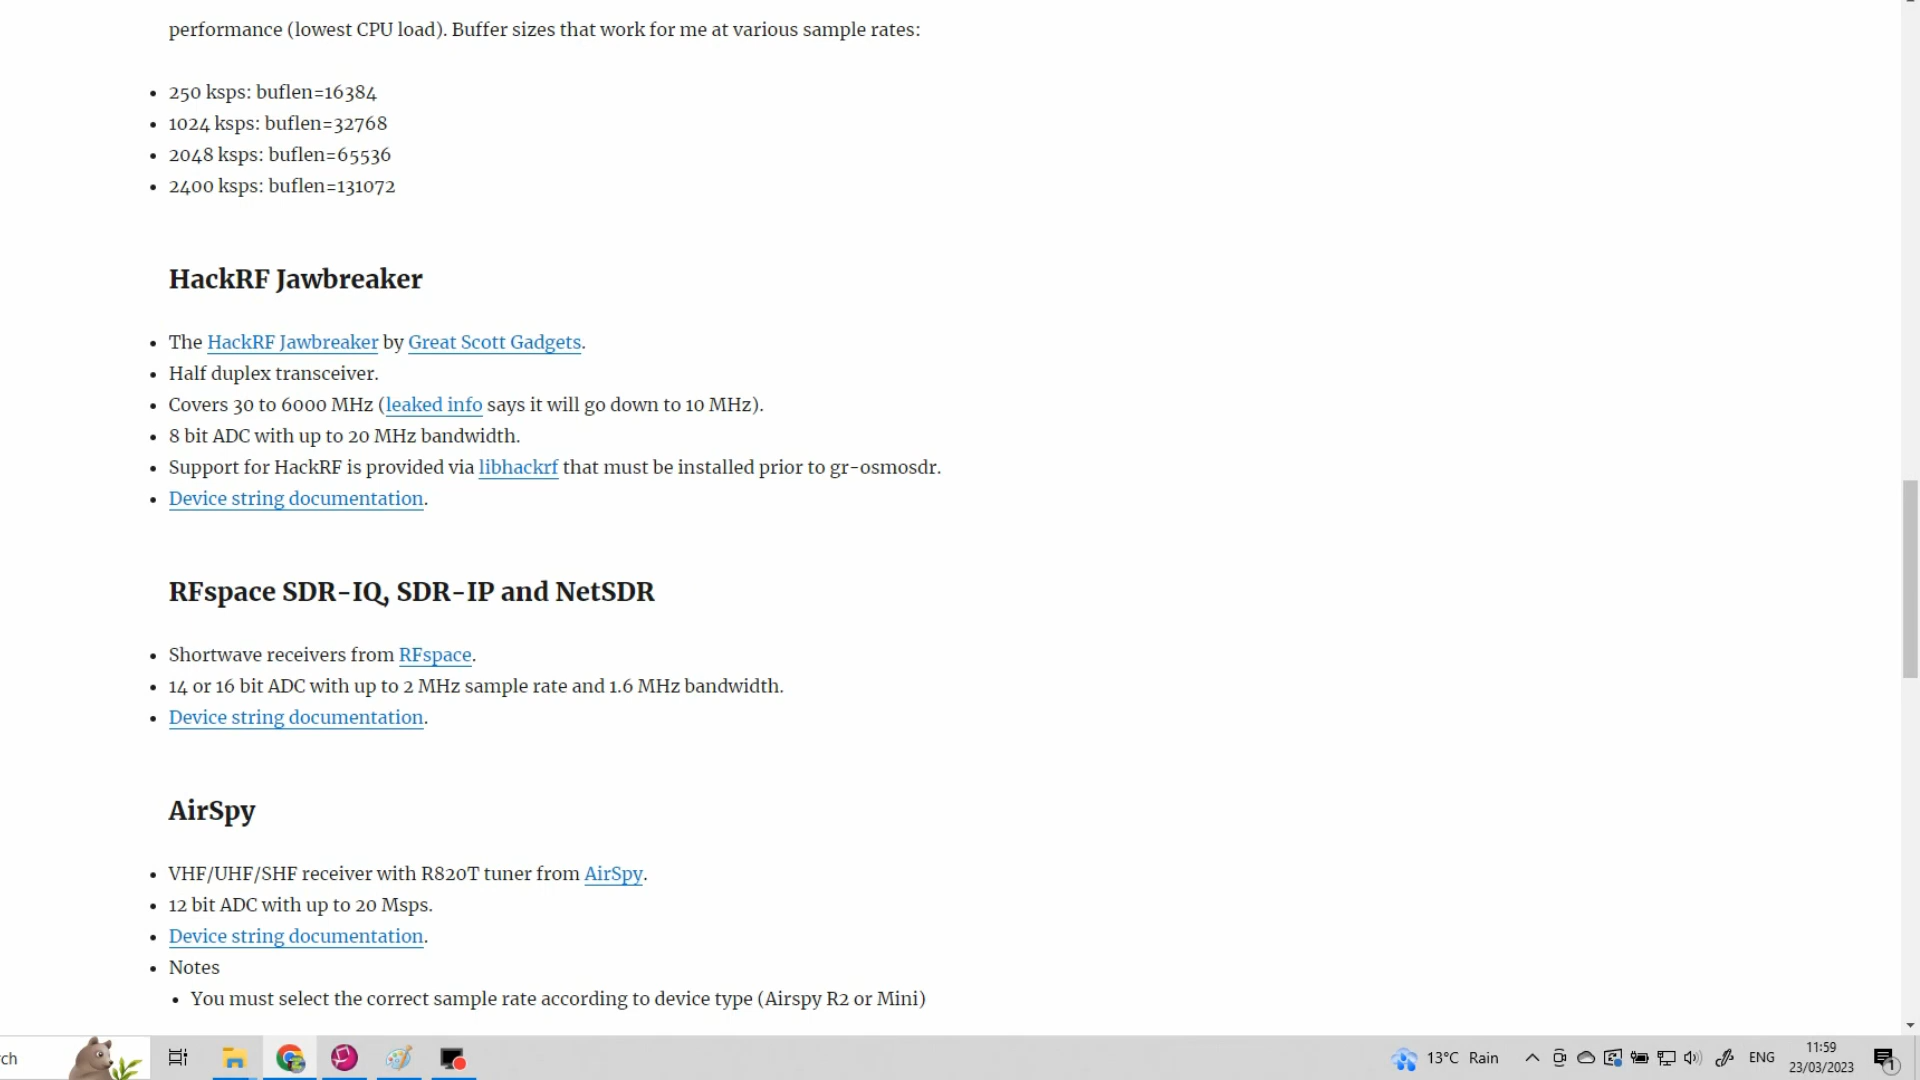 performance (lowest CPU load). Buffer sizes that work for me at various sample rates:
• 250 ksps: buflen=16384
• 1024 ksps: buflen=32768
• 2048 ksps: buflen=65536
• 2400 ksps: buflen=131072
HackRF Jawbreaker
• The HackRF Jawbreaker by Great Scott Gadgets.
• Half duplex transceiver.
• Covers 30 to 6000 MHz (leaked info says it will go down to 10 MHz).
• 8 bit ADC with up to 20 MHz bandwidth.
• Support for HackRF is provided via libhackrf that must be installed prior to gr-osmosdr.
• Device string documentation.
RFspace SDR-IQ, SDR-IP and NetSDR
• Shortwave receivers from RFspace.
• 14 or 16 bit ADC with up to 2 MHz sample rate and 1.6 MHz bandwidth.
• Device string documentation.
AirSpy
• VHF/UHF/SHF receiver with R820T tuner from AirSpy.
• 12 bit ADC with up to 20 Msps.
• Device string documentation.
• Notes
• You must select the correct sample rate according to device type (Airspy R2 or Mini)
ch 13°C Rain ENG 11:59
23/03/2023 1